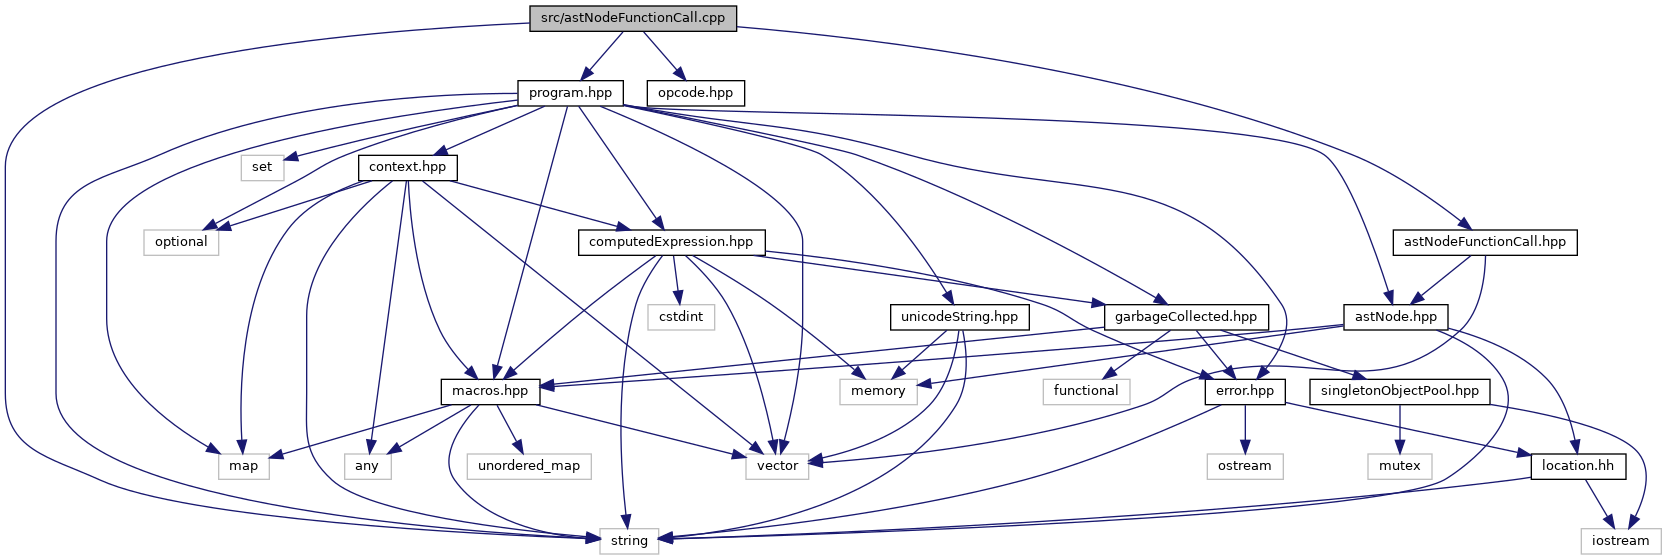 src/astNodeFunctionCall.cpp
program.hpp
opcode.hpp
set
context.hpp
optional
computedExpression.hpp
astNodeFunctionCall.hpp
cstdint
unicodeString.hpp
garbageCollected.hpp
astNode.hpp
macros.hpp
memory
functional
error.hpp
singletonObjectPool.hpp
map
any
unordered_map
vector
ostream
mutex
location.hh
string
iostream